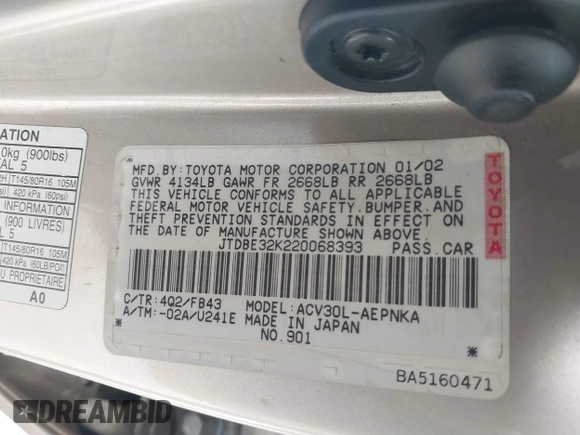 ATION
0kg (900lbs)
AL 5
2H T145/80R16 105M
420 kPa (60psi)
INFORMATION
(900 LIVRES)
5
T145/80R16 105M
420 kPa (60LB/PO²)
U PROPRIETAIRE
A0
MFD.BY:TOYOTA MOTOR CORPORATION 01/02
GVWR 4134LB GAWR FR 2668LB RR 2668LB
THIS VEHICLE CONFORMS TO ALL APPLICABLE
FEDERAL MOTOR VEHICLE SAFETY,BUMPER,AND
THEFT PREVENTION STANDARDS IN EFFECT ON
THE DATE OF MANUFACTURE SHOWN ABOVE.
JTDBE32K220068393 PASS.CAR
TOYOTA
C/TR:4Q2/FB43 MODEL:ACV30L-AEPNKA
A/TM:-02A/U241E MADE IN JAPAN
NO.901
BA5160471
DREAMBID